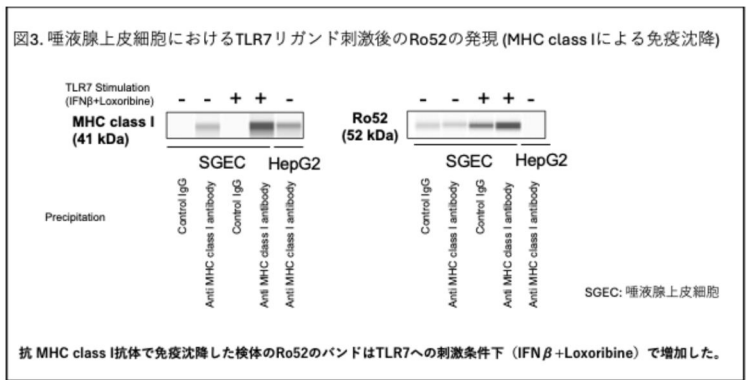 図3. 唾液腺上皮細胞におけるTLR7リガンド刺激後のRo52の発現 (MHC class Iによる免疫沈降)
TLR7 Stimulation
(IFNβ+Loxoribine)
- - + + -
MHC class I
(41 kDa)
SGEC HepG2
- - + + -
Ro52
(52 kDa)
SGEC HepG2
Precipitation
Control IgG
Anti MHC class I antibody
Control IgG
Anti MHC class I antibody
Anti MHC class I antibody
Control IgG
Anti MHC class I antibody
Control IgG
Anti MHC class I antibody
Anti MHC class I antibody
SGEC: 唾液腺上皮細胞
抗 MHC class I抗体で免疫沈降した検体のRo52のバンドはTLR7への刺激条件下（IFNβ+Loxoribine）で増加した。